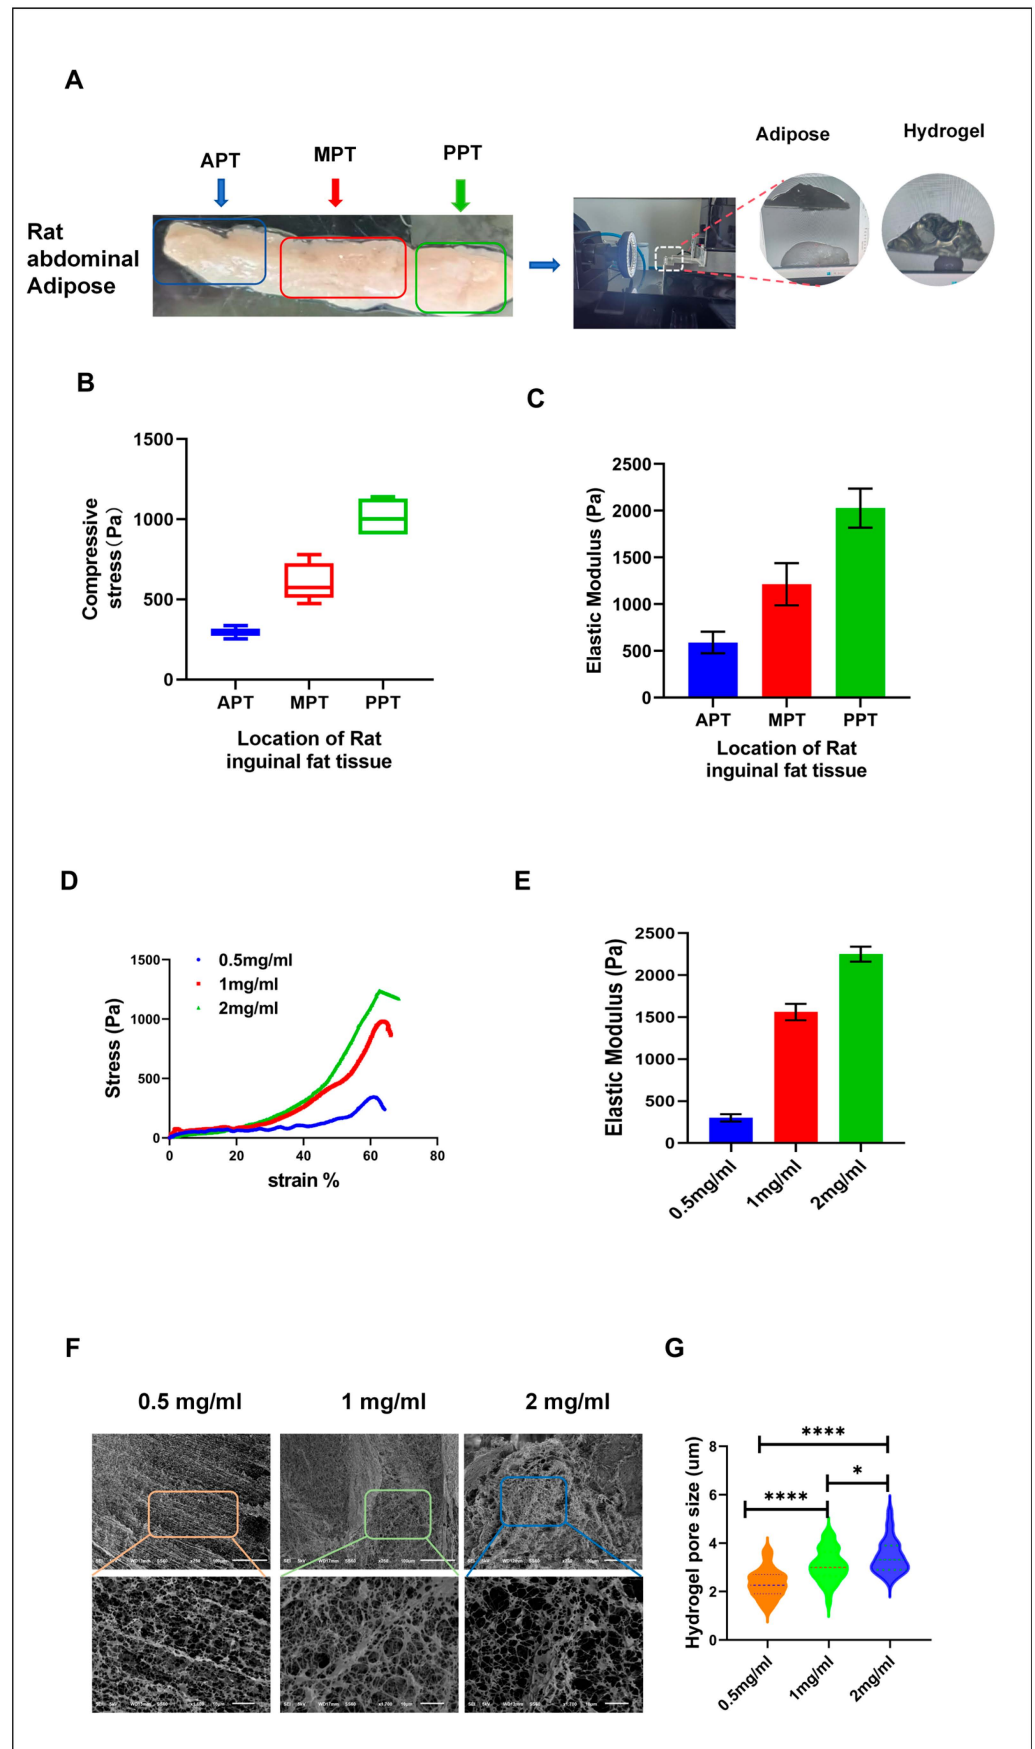 A
APT
MPT
PPT
Adipose
Hydrogel
Rat
abdominal
Adipose
B
Compressive
stress(Pa)
1500
1000
500
0
APT MPT PPT
Location of Rat
inguinal fat tissue
C
Elastic Modulus (Pa)
2500
2000
1500
1000
500
0
APT MPT PPT
Location of Rat
inguinal fat tissue
D
Stress (Pa)
1500
1000
500
0
0.5mg/ml
1mg/ml
2mg/ml
0 20 40 60 80
strain %
E
Elastic Modulus (Pa)
2500
2000
1500
1000
500
0
0.5mg/ml
1mg/ml
2mg/ml
F
0.5 mg/ml
1 mg/ml
2 mg/ml
G
Hydrogel pore size (um)
8
6
4
2
0
****
*
****
0.5mg/ml
1mg/ml
2mg/ml